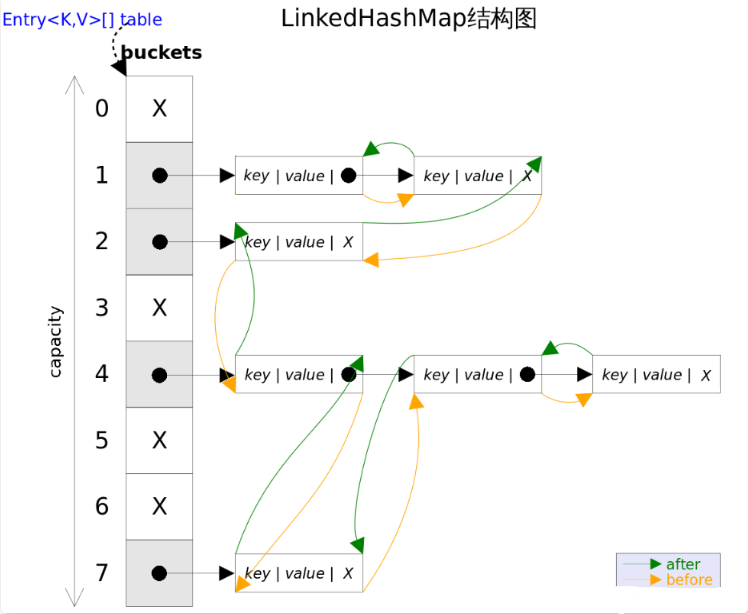 Entry<K,V>[] table
LinkedHashMap结构图
buckets
capacity
0 X
1 key | value | key | value | X
2 key | value | X
3 X
4 key | value | key | value | key | value | X
5 X
6 X
7 key | value | X
after
before